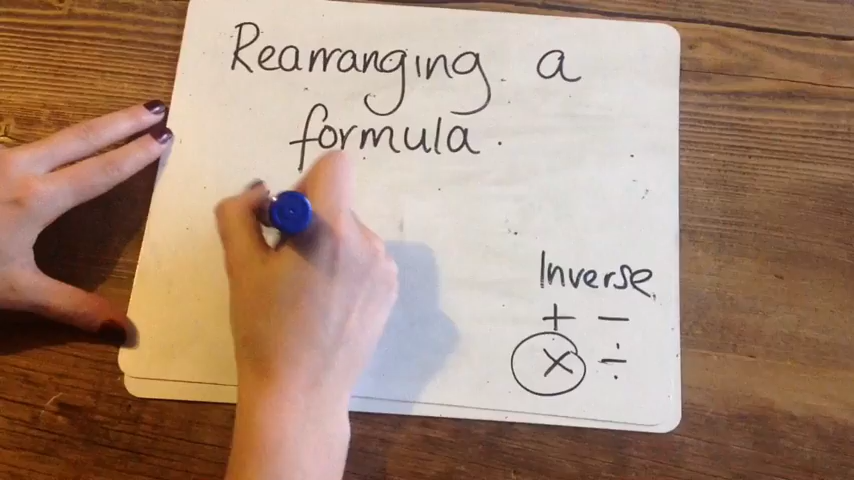 Rearranging a
formula.
Inverse
+ −
× ÷